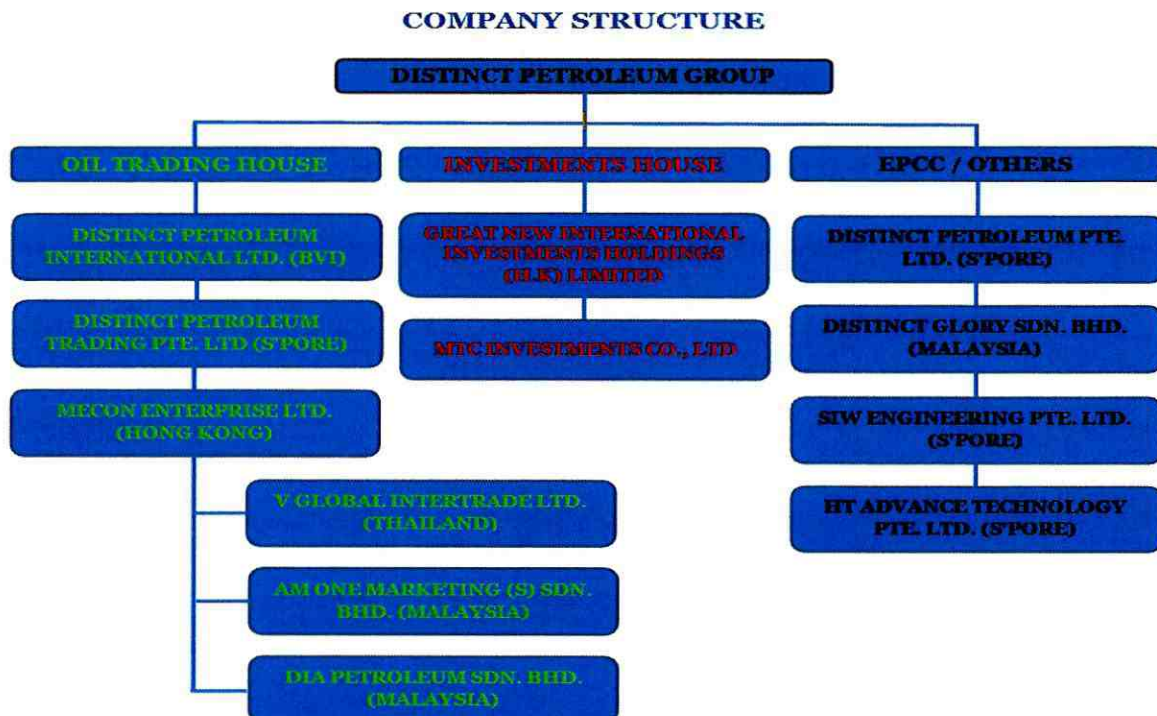 COMPANY STRUCTURE
DISTINCT PETROLEUM GROUP
OIL TRADING HOUSE
DISTINCT PETROLEUM
INTERNATIONAL LTD. (BVI)
DISTINCT PETROLEUM
TRADING PTE. LTD (S'PORE)
MECON ENTERPRISE LTD.
(HONG KONG)
V GLOBAL INTERTRADE LTD.
(THAILAND)
AM ONE MARKETING (S) SDN.
BHD. (MALAYSIA)
DIA PETROLEUM SDN. BHD.
(MALAYSIA)
INVESTMENTS HOUSE
GREAT NEW INTERNATIONAL
INVESTMENTS HOLDINGS
(H.K) LIMITED
MTC INVESTMENTS CO., LTD
EPCC / OTHERS
DISTINCT PETROLEUM PTE.
LTD. (S'PORE)
DISTINCT GLORY SDN. BHD.
(MALAYSIA)
SIW ENGINEERING PTE. LTD.
(S'PORE)
HT ADVANCE TECHNOLOGY
PTE. LTD. (S'PORE)